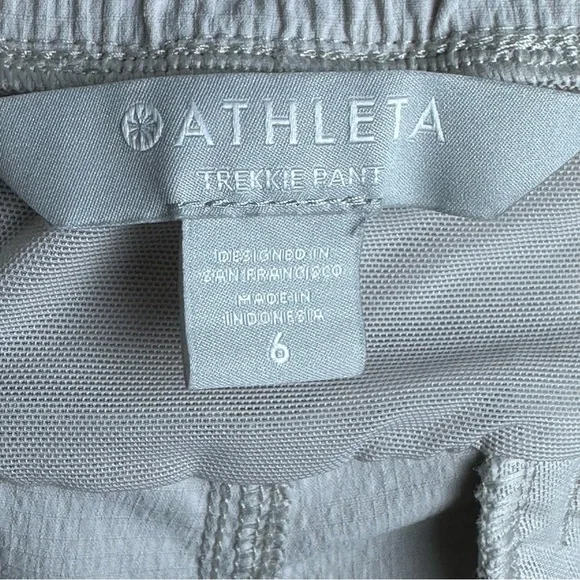 ATHLETA
TREKKIE PANT
DESIGNED IN
SAN FRANCISCO
MADE IN
INDONESIA
6